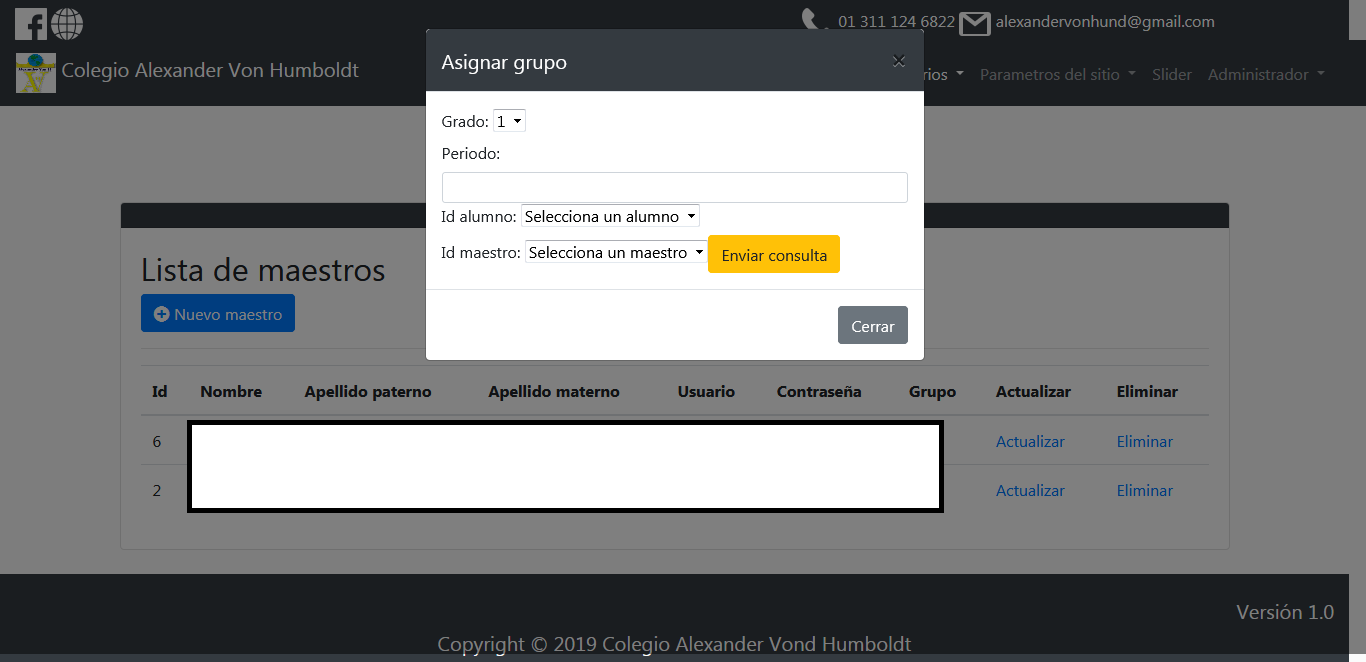 01 311 124 6822 alexandervonhund@gmail.com
Colegio Alexander Von Humboldt
rios Parametros del sitio Slider Administrador
Asignar grupo ×
Grado: 1
Periodo:
Id alumno: Selecciona un alumno
Id maestro: Selecciona un maestro Enviar consulta
Cerrar
Lista de maestros
Nuevo maestro
Id Nombre Apellido paterno Apellido materno Usuario Contraseña Grupo Actualizar Eliminar
6 Actualizar Eliminar
2 Actualizar Eliminar
Versión 1.0
Copyright © 2019 Colegio Alexander Vond Humboldt